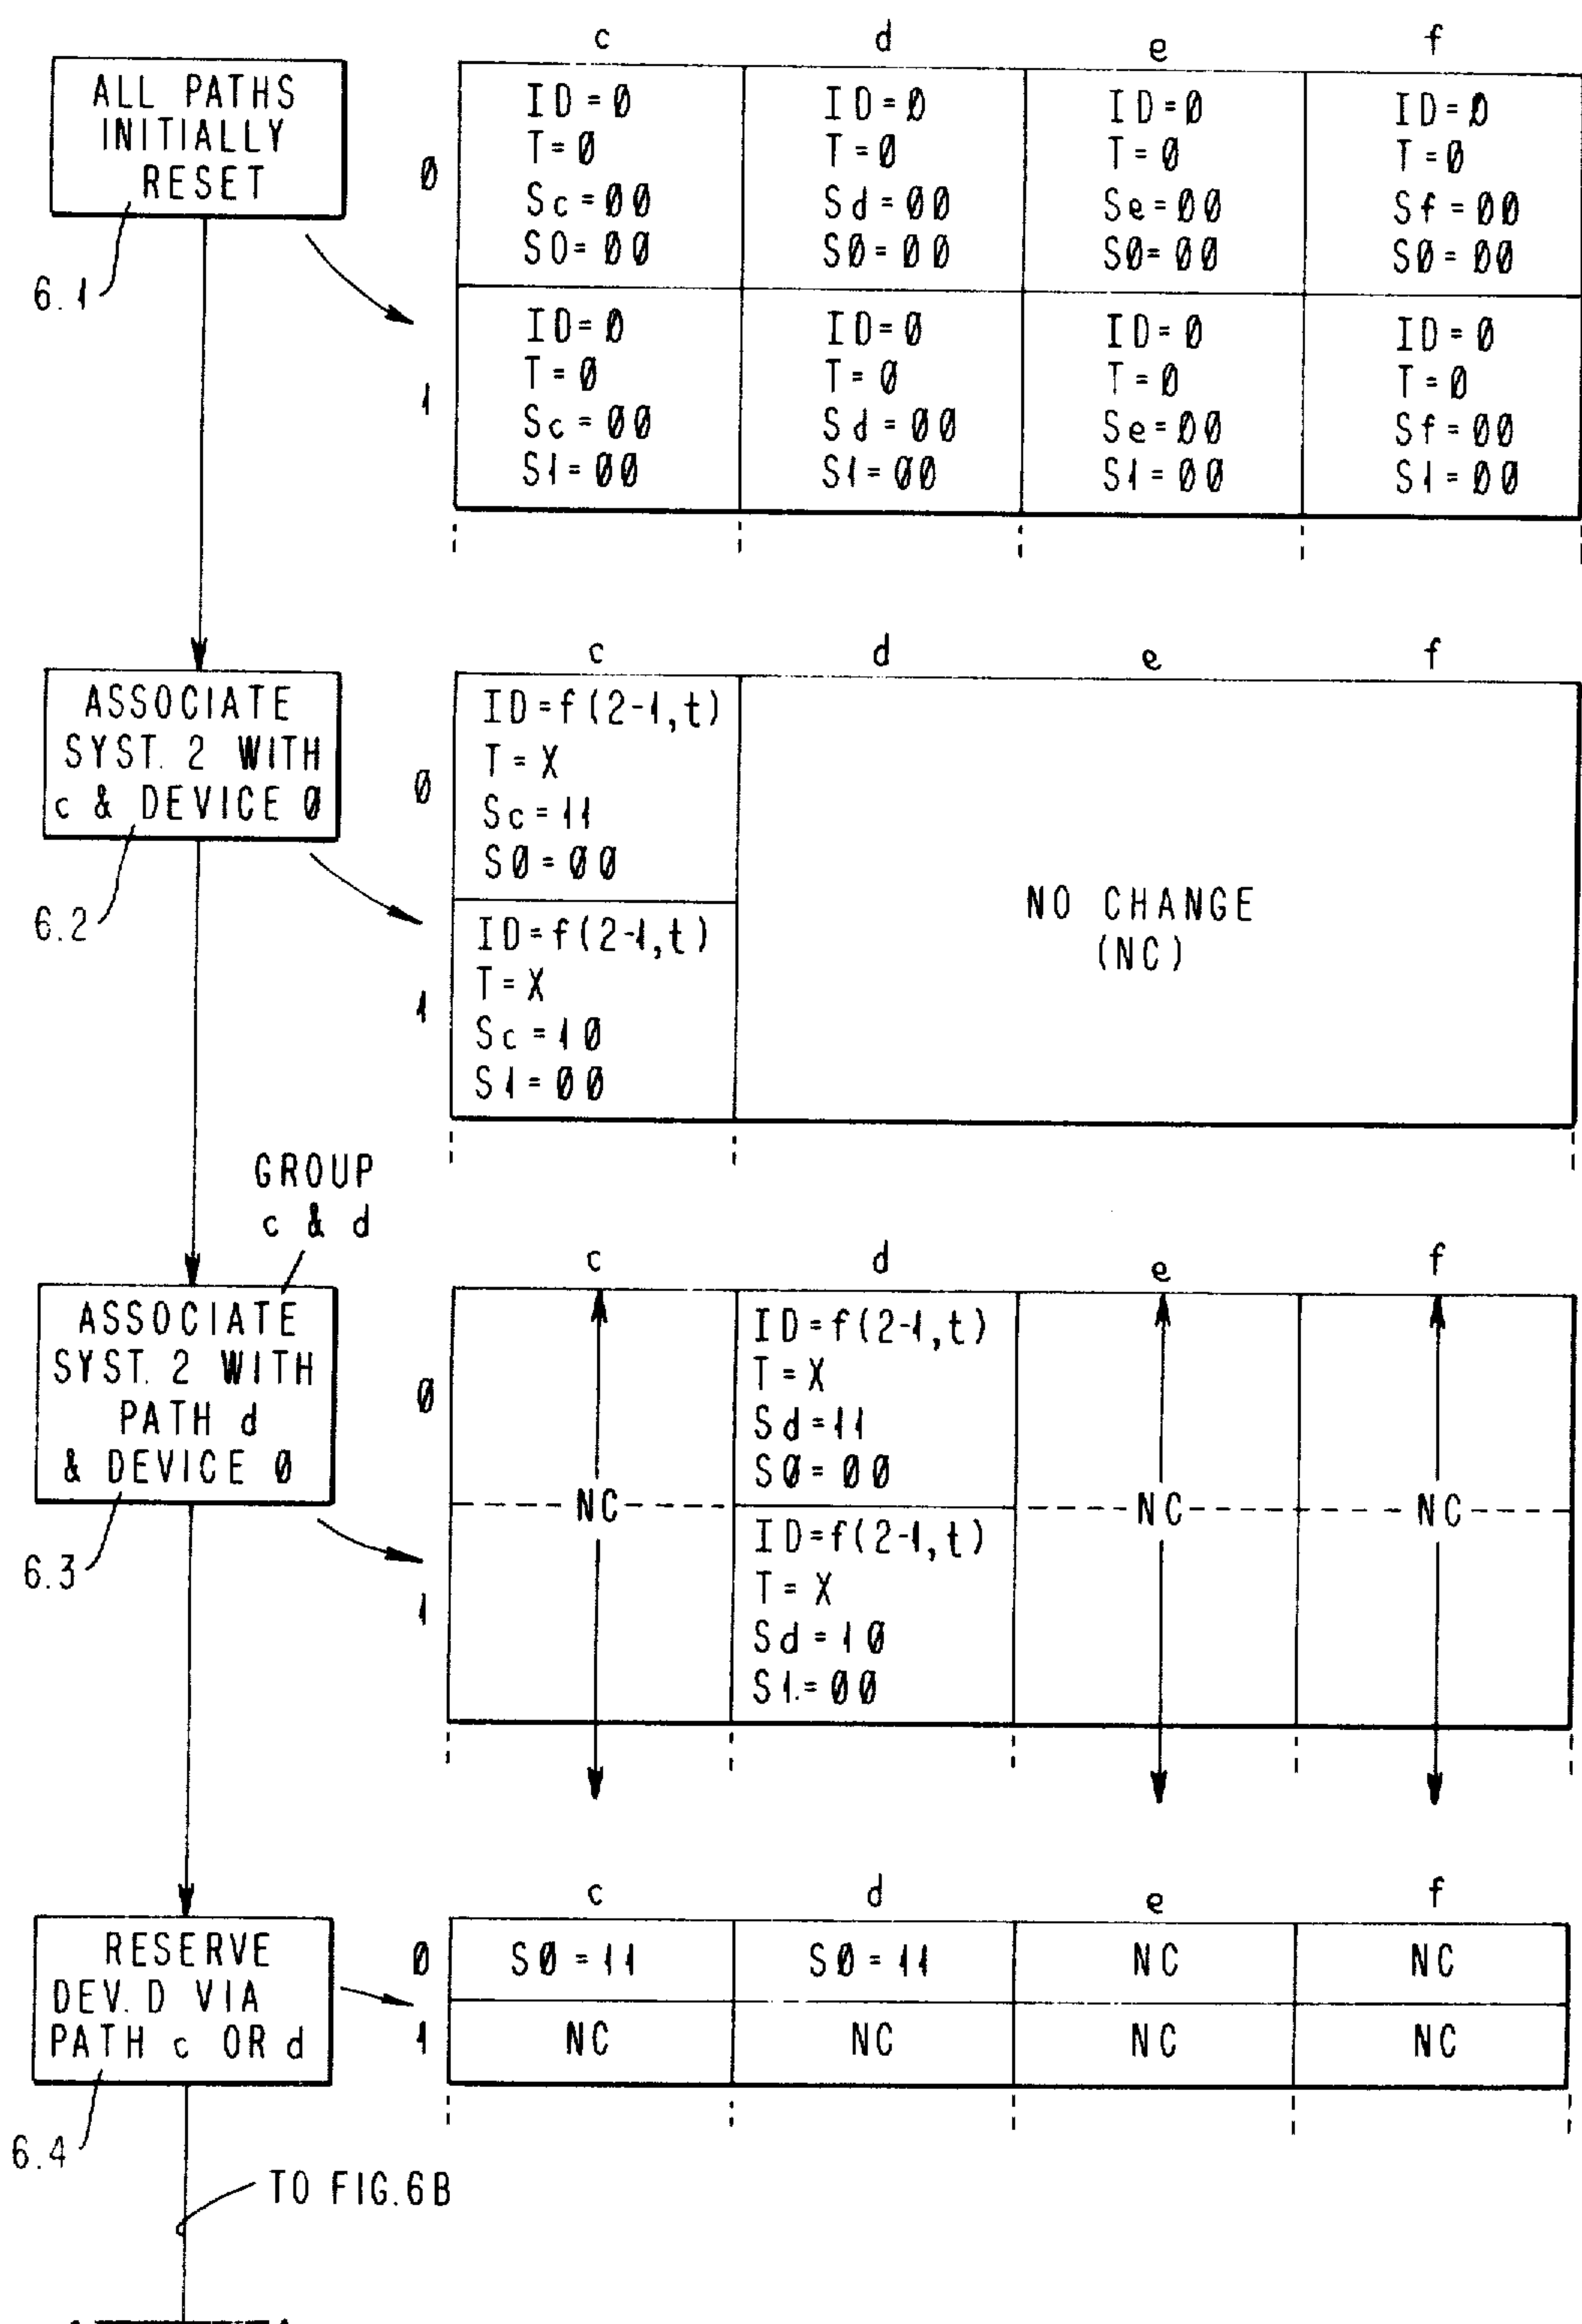 c d e f
ALL PATHS
INITIALLY
RESET
6.1
0
ID=0 ID=0 ID=0 ID=0
T=0 T=0 T=0 T=0
Sc=00 Sd=00 Se=00 Sf=00
S0=00 S0=00 S0=00 S0=00
1
ID=0 ID=0 ID=0 ID=0
T=0 T=0 T=0 T=0
Sc=00 Sd=00 Se=00 Sf=00
S1=00 S1=00 S1=00 S1=00
c d e f
ASSOCIATE
SYST. 2 WITH
c & DEVICE 0
6.2
0
ID=f(2-1,t)
T=X
Sc=11
S0=00
1
ID=f(2-1,t)
T=X
Sc=10
S1=00
NO CHANGE
(NC)
GROUP
c & d
c d e f
ASSOCIATE
SYST. 2 WITH
PATH d
& DEVICE 0
6.3
0
ID=f(2-1,t)
T=X
Sd=11
S0=00
NC NC NC
1
ID=f(2-1,t)
T=X
Sd=10
S1.=00
c d e f
RESERVE
DEV. D VIA
PATH c OR d
6.4
0 S0=11 S0=11 NC NC
1 NC NC NC NC
TO FIG.6B